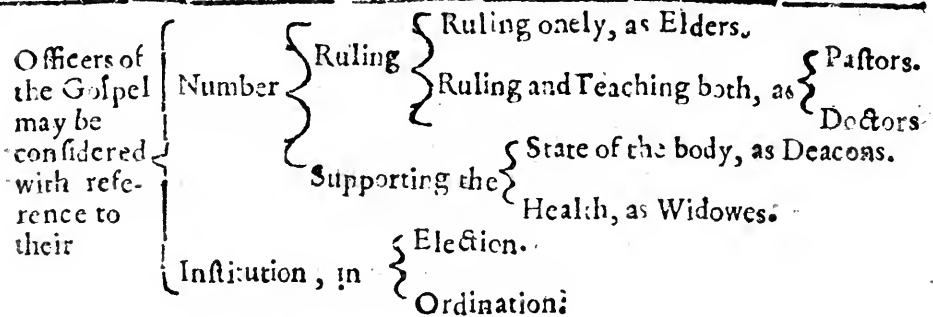 Officers of
the Goſpel
may be
conſidered
with refe-
rence to
their
Number
Ruling
Ruling onely, as Elders.
Ruling and Teaching both, as
Paſtors.
Doctors
Supporting the
State of the body, as Deacons.
Health, as Widowes.
Inſtitution, in
Election.
Ordination.